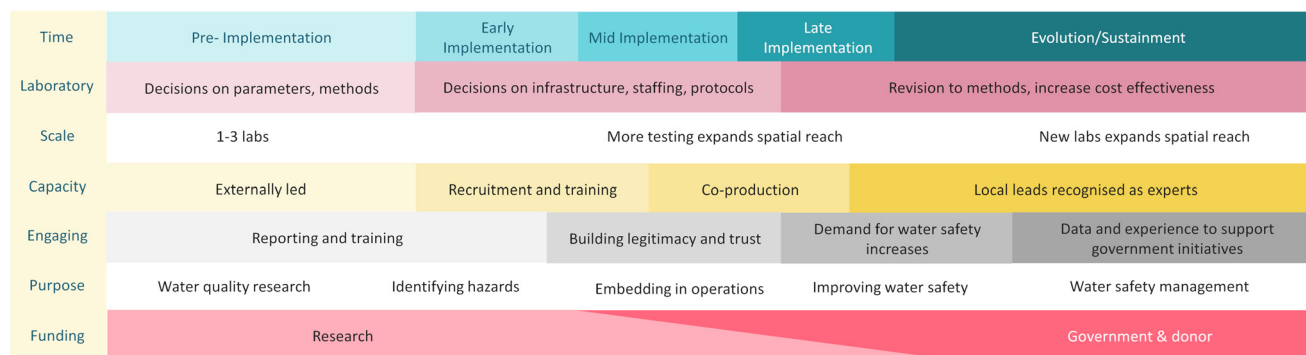 Time
Pre- Implementation
Early
Implementation
Mid Implementation
Late
Implementation
Evolution/Sustainment
Laboratory
Decisions on parameters, methods
Decisions on infrastructure, staffing, protocols
Revision to methods, increase cost effectiveness
Scale
1-3 labs
More testing expands spatial reach
New labs expands spatial reach
Capacity
Externally led
Recruitment and training
Co-production
Local leads recognised as experts
Engaging
Reporting and training
Building legitimacy and trust
Demand for water safety
increases
Data and experience to support
government initiatives
Purpose
Water quality research
Identifying hazards
Embedding in operations
Improving water safety
Water safety management
Funding
Research
Government & donor